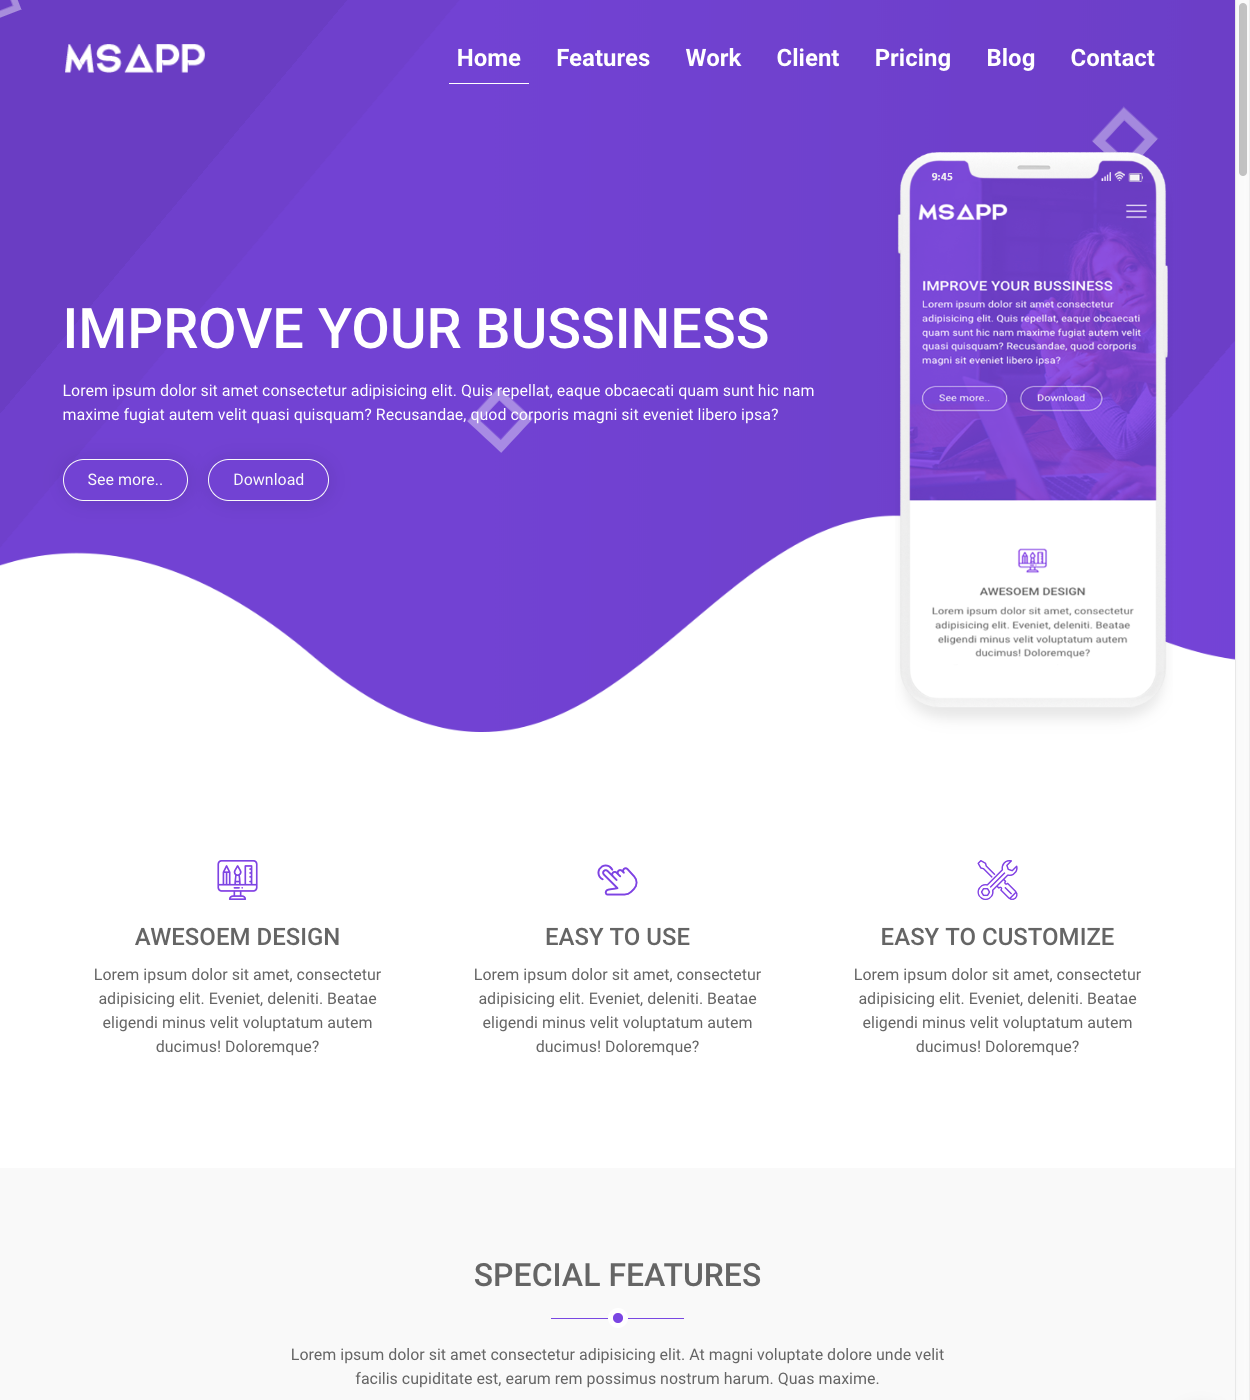 MSAPP
Home Features Work Client Pricing Blog Contact
9:45
MSAPP
IMPROVE YOUR BUSSINESS
Lorem ipsum dolor sit amet consectetur
adipisicing elit. Quis repellat, eaque obcaecati
quam sunt hic nam maxime fugiat autem velit
quasi quisquam? Recusandae, quod corporis
magni sit eveniet libero ipsa?
See more.. Download
AWESOEM DESIGN
Lorem ipsum dolor sit amet, consectetur
adipisicing elit. Eveniet, deleniti. Beatae
eligendi minus velit voluptatum autem
ducimus! Doloremque?
IMPROVE YOUR BUSSINESS
Lorem ipsum dolor sit amet consectetur adipisicing elit. Quis repellat, eaque obcaecati quam sunt hic nam
maxime fugiat autem velit quasi quisquam? Recusandae, quod corporis magni sit eveniet libero ipsa?
See more.. Download
AWESOEM DESIGN
Lorem ipsum dolor sit amet, consectetur
adipisicing elit. Eveniet, deleniti. Beatae
eligendi minus velit voluptatum autem
ducimus! Doloremque?
EASY TO USE
Lorem ipsum dolor sit amet, consectetur
adipisicing elit. Eveniet, deleniti. Beatae
eligendi minus velit voluptatum autem
ducimus! Doloremque?
EASY TO CUSTOMIZE
Lorem ipsum dolor sit amet, consectetur
adipisicing elit. Eveniet, deleniti. Beatae
eligendi minus velit voluptatum autem
ducimus! Doloremque?
SPECIAL FEATURES
Lorem ipsum dolor sit amet consectetur adipisicing elit. At magni voluptate dolore unde velit
facilis cupiditate est, earum rem possimus nostrum harum. Quas maxime.